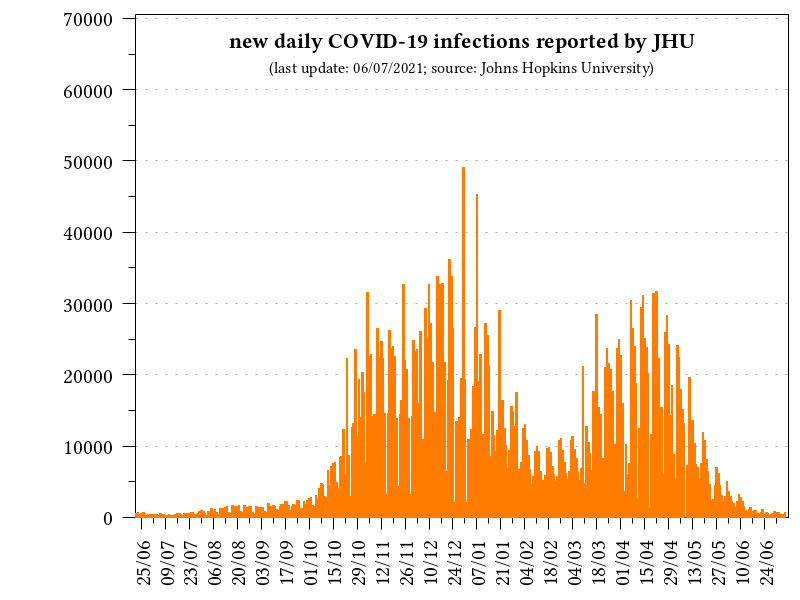 new daily COVID-19 infections reported by JHU
(last update: 06/07/2021; source: Johns Hopkins University)
70000
60000
50000
40000
30000
20000
10000
0
25/06 09/07 23/07 06/08 20/08 03/09 17/09 01/10 15/10 29/10 12/11 26/11 10/12 24/12 07/01 21/01 04/02 18/02 04/03 18/03 01/04 15/04 29/04 13/05 27/05 10/06 24/06